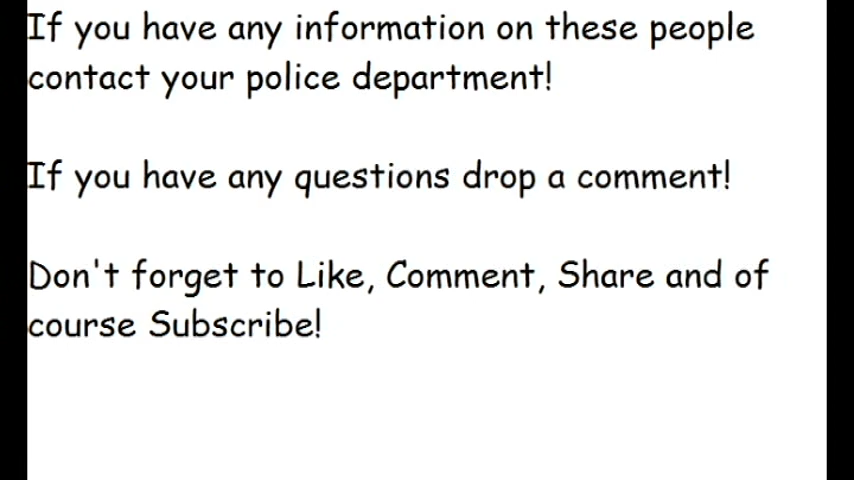 If you have any information on these people
contact your police department!
If you have any questions drop a comment!
Don't forget to Like, Comment, Share and of
course Subscribe!